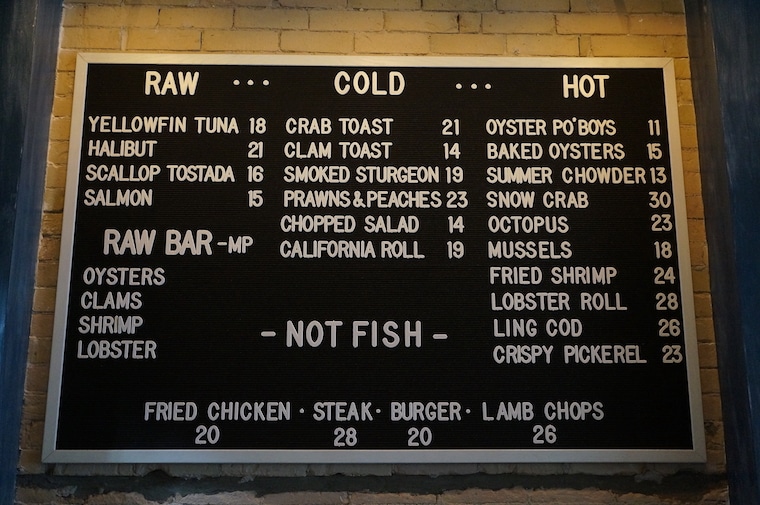 RAW ... COLD ... HOT
YELLOWFIN TUNA 18
HALIBUT 21
SCALLOP TOSTADA 16
SALMON 15
RAW BAR -MP
OYSTERS
CLAMS
SHRIMP
LOBSTER
CRAB TOAST 21
CLAM TOAST 14
SMOKED STURGEON 19
PRAWNS & PEACHES 23
CHOPPED SALAD 14
CALIFORNIA ROLL 19
OYSTER PO'BOYS 11
BAKED OYSTERS 15
SUMMER CHOWDER 13
SNOW CRAB 30
OCTOPUS 23
MUSSELS 18
FRIED SHRIMP 24
LOBSTER ROLL 28
LING COD 26
CRISPY PICKEREL 23
- NOT FISH -
FRIED CHICKEN · STEAK · BURGER · LAMB CHOPS
20 28 20 26